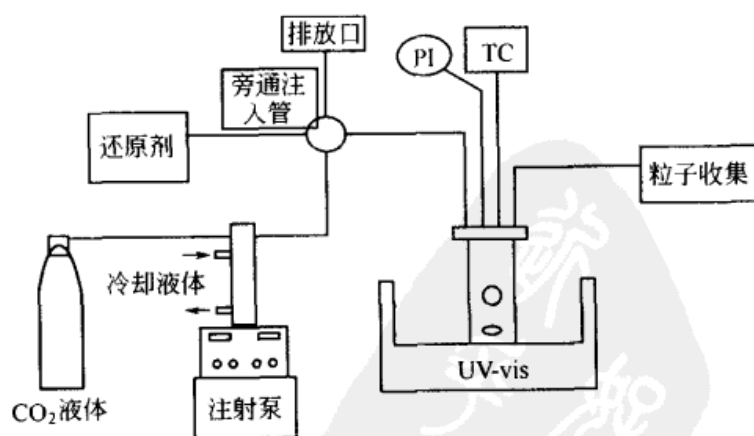 排放口
PI
TC
旁通注
入管
还原剂
粒子收集
冷却液体
UV-vis
CO₂液体
注射泵